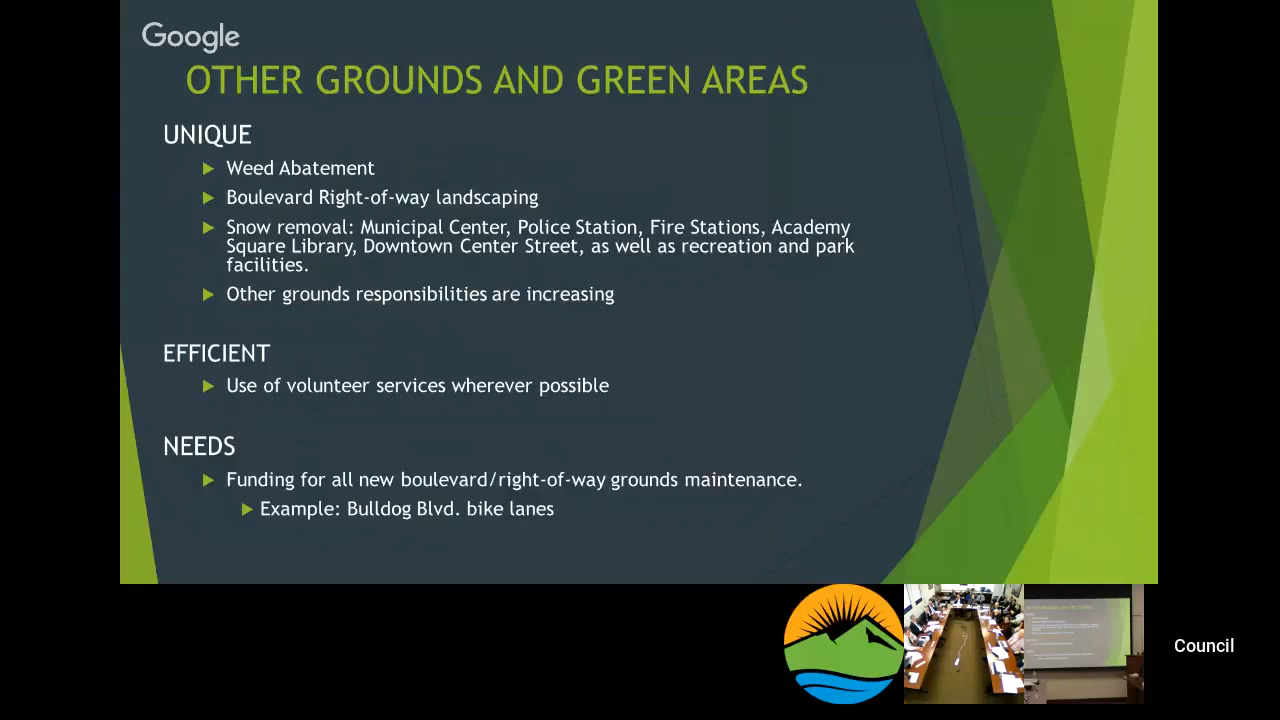 Google
OTHER GROUNDS AND GREEN AREAS
UNIQUE
Weed Abatement
Boulevard Right-of-way landscaping
Snow removal: Municipal Center, Police Station, Fire Stations, Academy
Square Library, Downtown Center Street, as well as recreation and park
facilities.
Other grounds responsibilities are increasing
EFFICIENT
Use of volunteer services wherever possible
NEEDS
Funding for all new boulevard/right-of-way grounds maintenance.
Example: Bulldog Blvd. bike lanes
Council